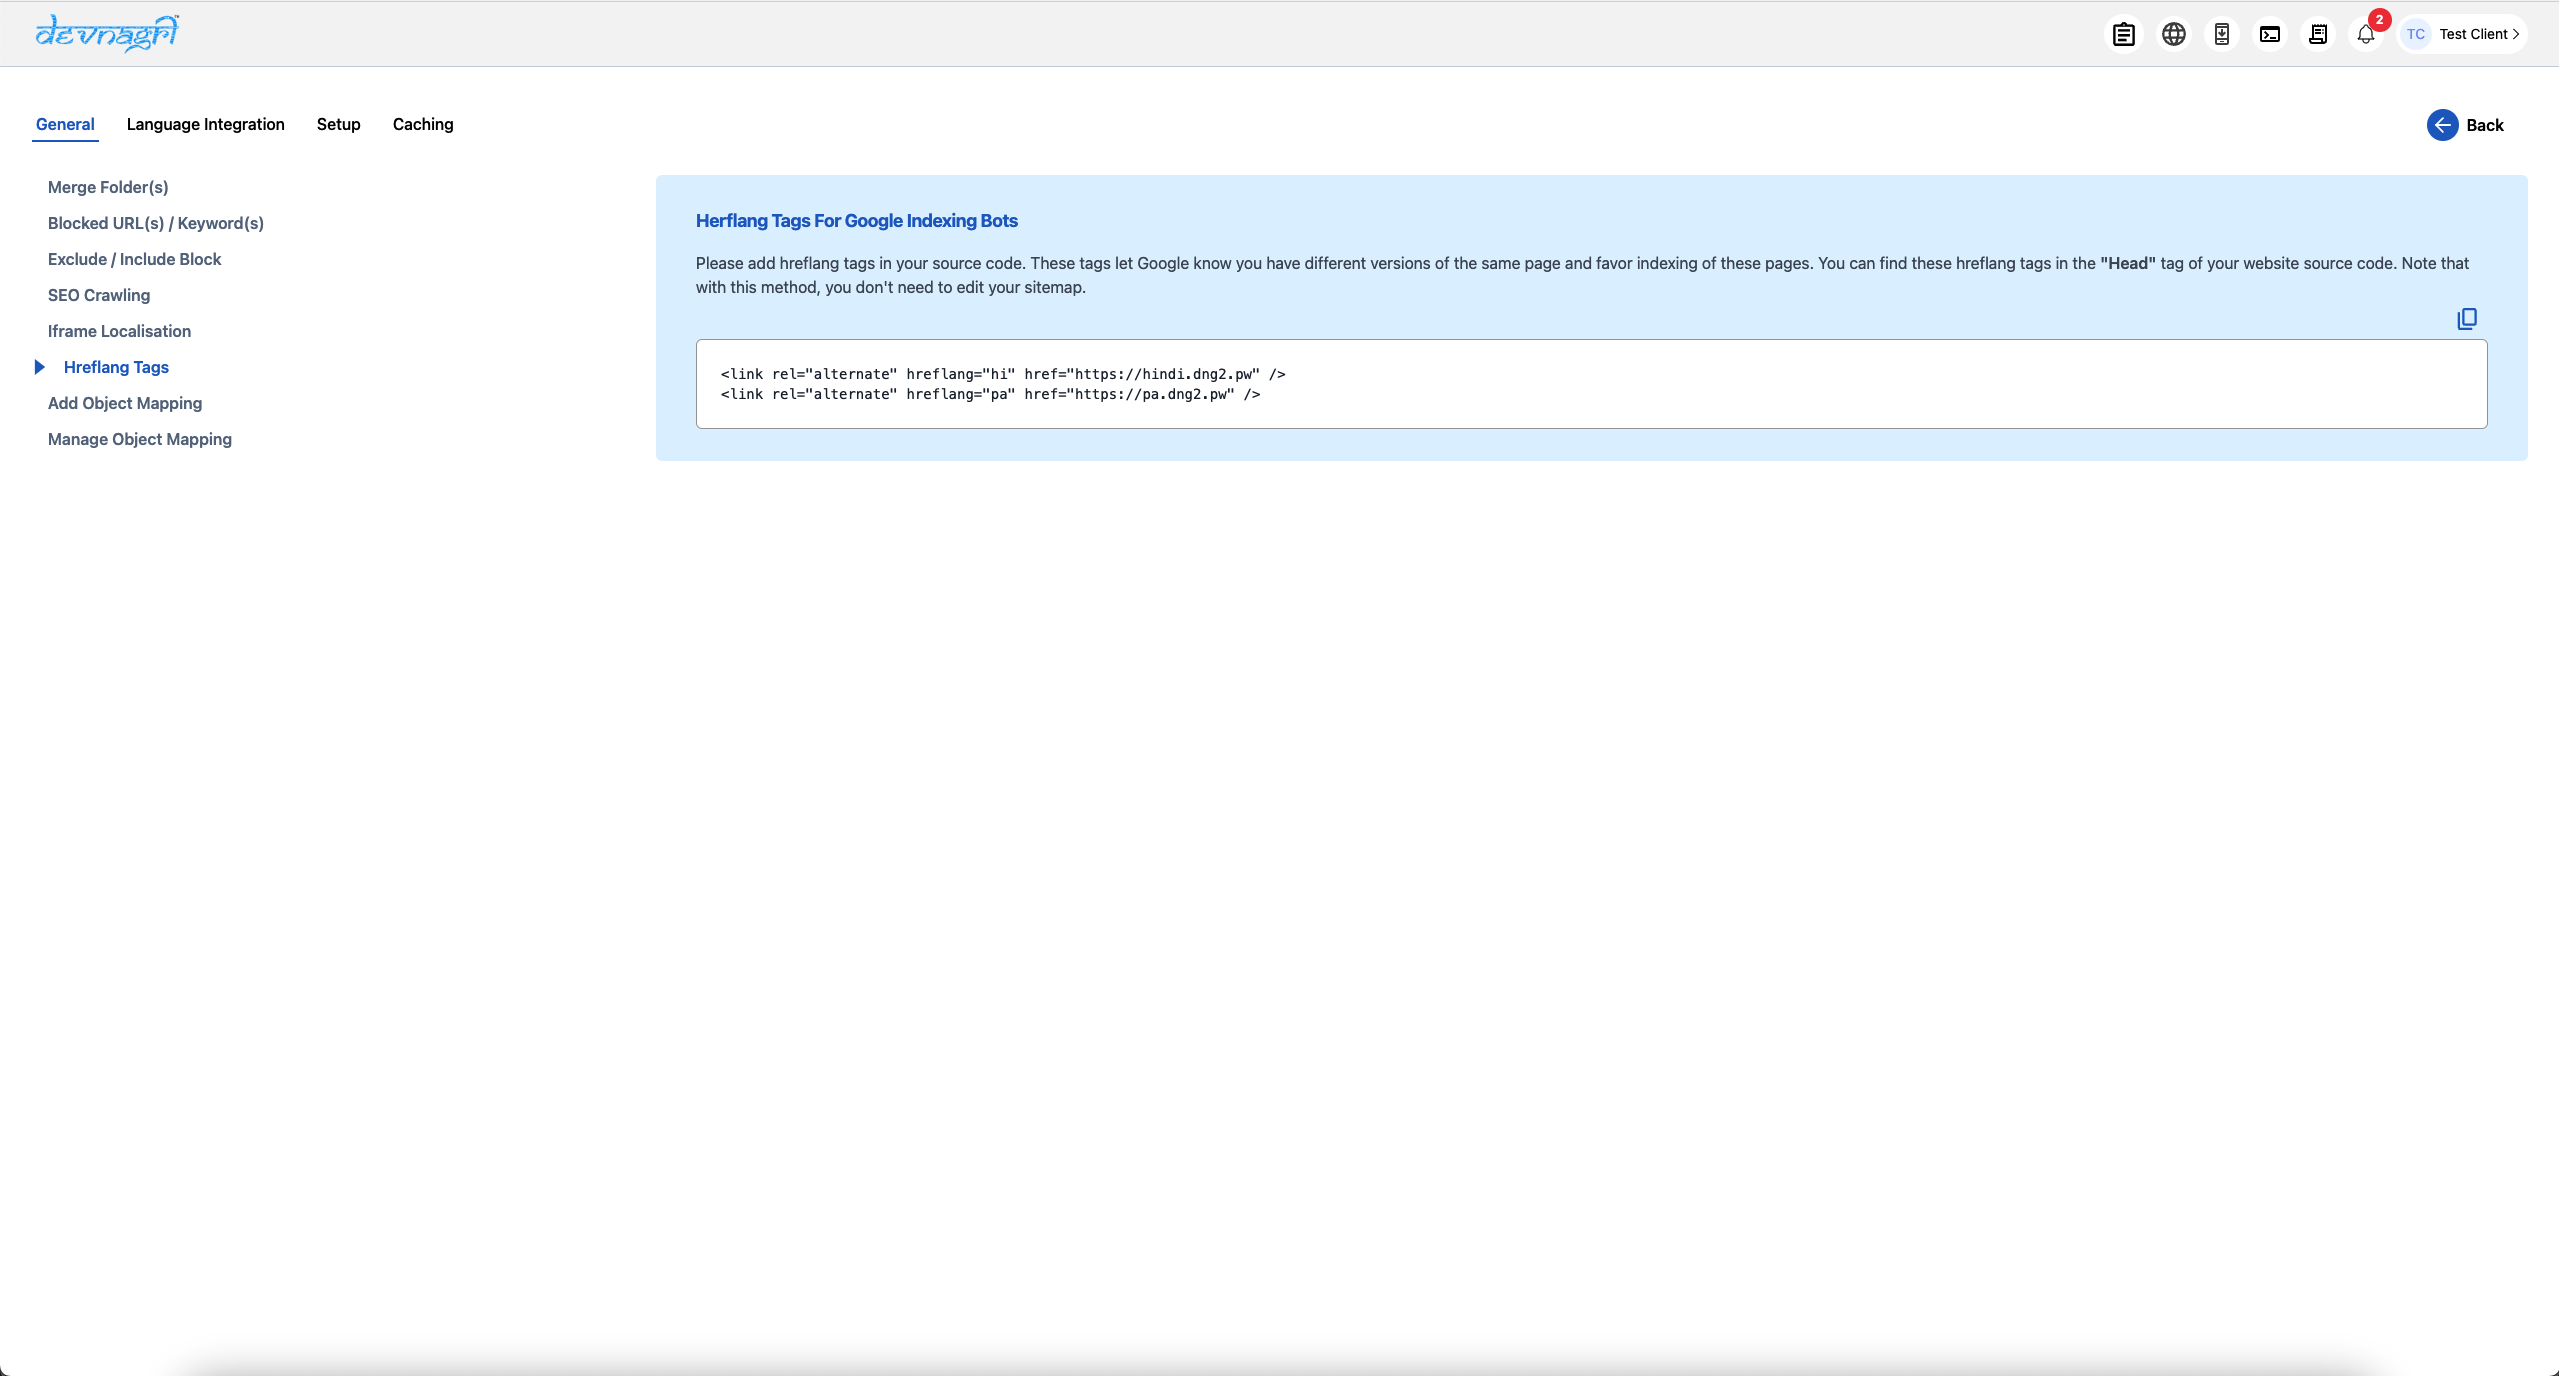 devnagri™
2
TC Test Client
General Language Integration Setup Caching
Back
Merge Folder(s)
Blocked URL(s) / Keyword(s)
Exclude / Include Block
SEO Crawling
Iframe Localisation
Hreflang Tags
Add Object Mapping
Manage Object Mapping
Herflang Tags For Google Indexing Bots
Please add hreflang tags in your source code. These tags let Google know you have different versions of the same page and favor indexing of these pages. You can find these hreflang tags in the "Head" tag of your website source code. Note that
with this method, you don't need to edit your sitemap.
<link rel="alternate" hreflang="hi" href="https://hindi.dng2.pw" />
<link rel="alternate" hreflang="pa" href="https://pa.dng2.pw" />